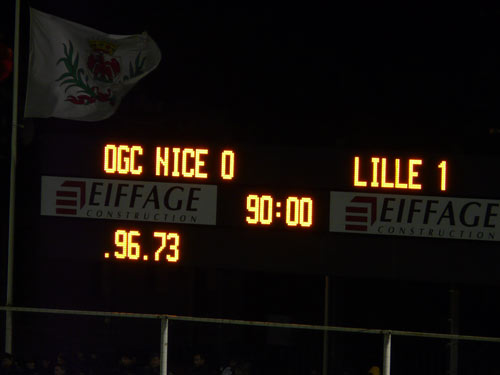 OGC NICE 0 LILLE 1
EIFFAGE EIFFAGE
CONSTRUCTION CONSTRUCTION
90:00
.96.73